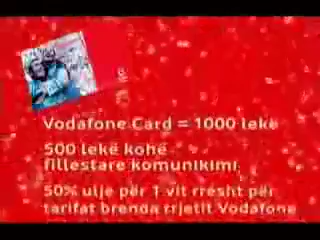 Vodafone Card = 1000 lekë
500 lekë kohë
fillestare komunikimi
50% ulje për 1 vit rresht për
tarifat brenda rrjetit Vodafone